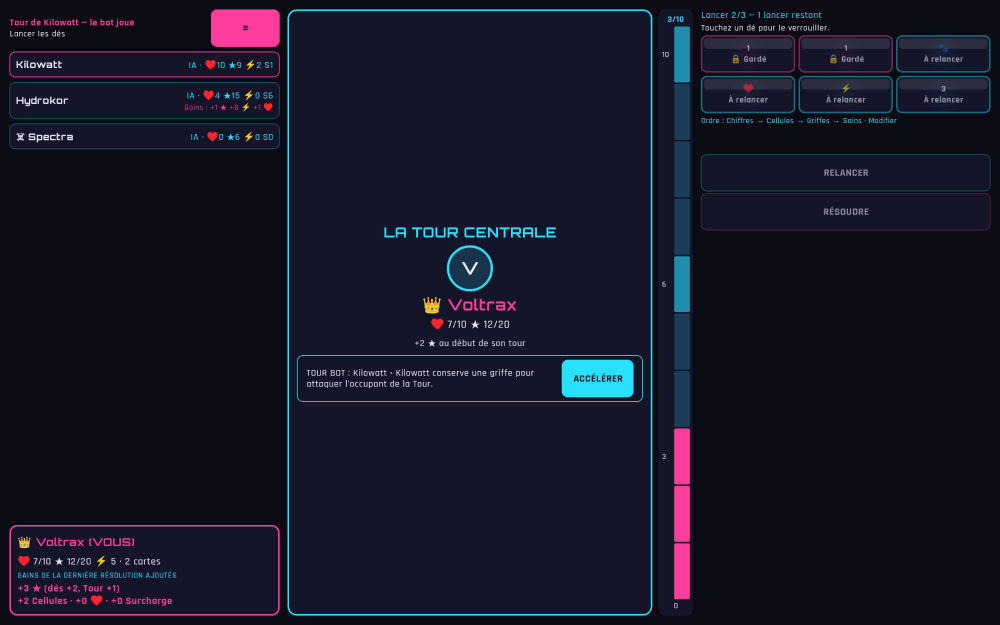 Tour de Kilowatt — le bot joue
Lancer les dés
≡
Kilowatt
IA · ❤️10 ★9 ⚡2 S1
Hydrokor
IA · ❤️4 ★15 ⚡0 S6
Gains : +1 ★ +0 ⚡ +1 ❤️
☠ Spectra
IA · ❤️0 ★6 ⚡0 S0
👑 Voltrax (VOUS)
❤️ 7/10 ★ 12/20 ⚡ 5 · 2 cartes
GAINS DE LA DERNIÈRE RÉSOLUTION AJOUTÉS
+3 ★ (dés +2, Tour +1)
+2 Cellules · +0 ❤️ · +0 Surcharge
LA TOUR CENTRALE
V
👑 Voltrax
❤️ 7/10 ★ 12/20
+2 ★ au début de son tour
TOUR BOT : Kilowatt • Kilowatt conserve une griffe pour
attaquer l'occupant de la Tour.
ACCÉLÉRER
3/10
10
6
3
0
Lancer 2/3 — 1 lancer restant
Touchez un dé pour le verrouiller.
1
🔒 Gardé
1
🔒 Gardé
🐾
À relancer
❤️
À relancer
⚡
À relancer
3
À relancer
Ordre : Chiffres → Cellules → Griffes → Soins · Modifier
RELANCER
RÉSOUDRE